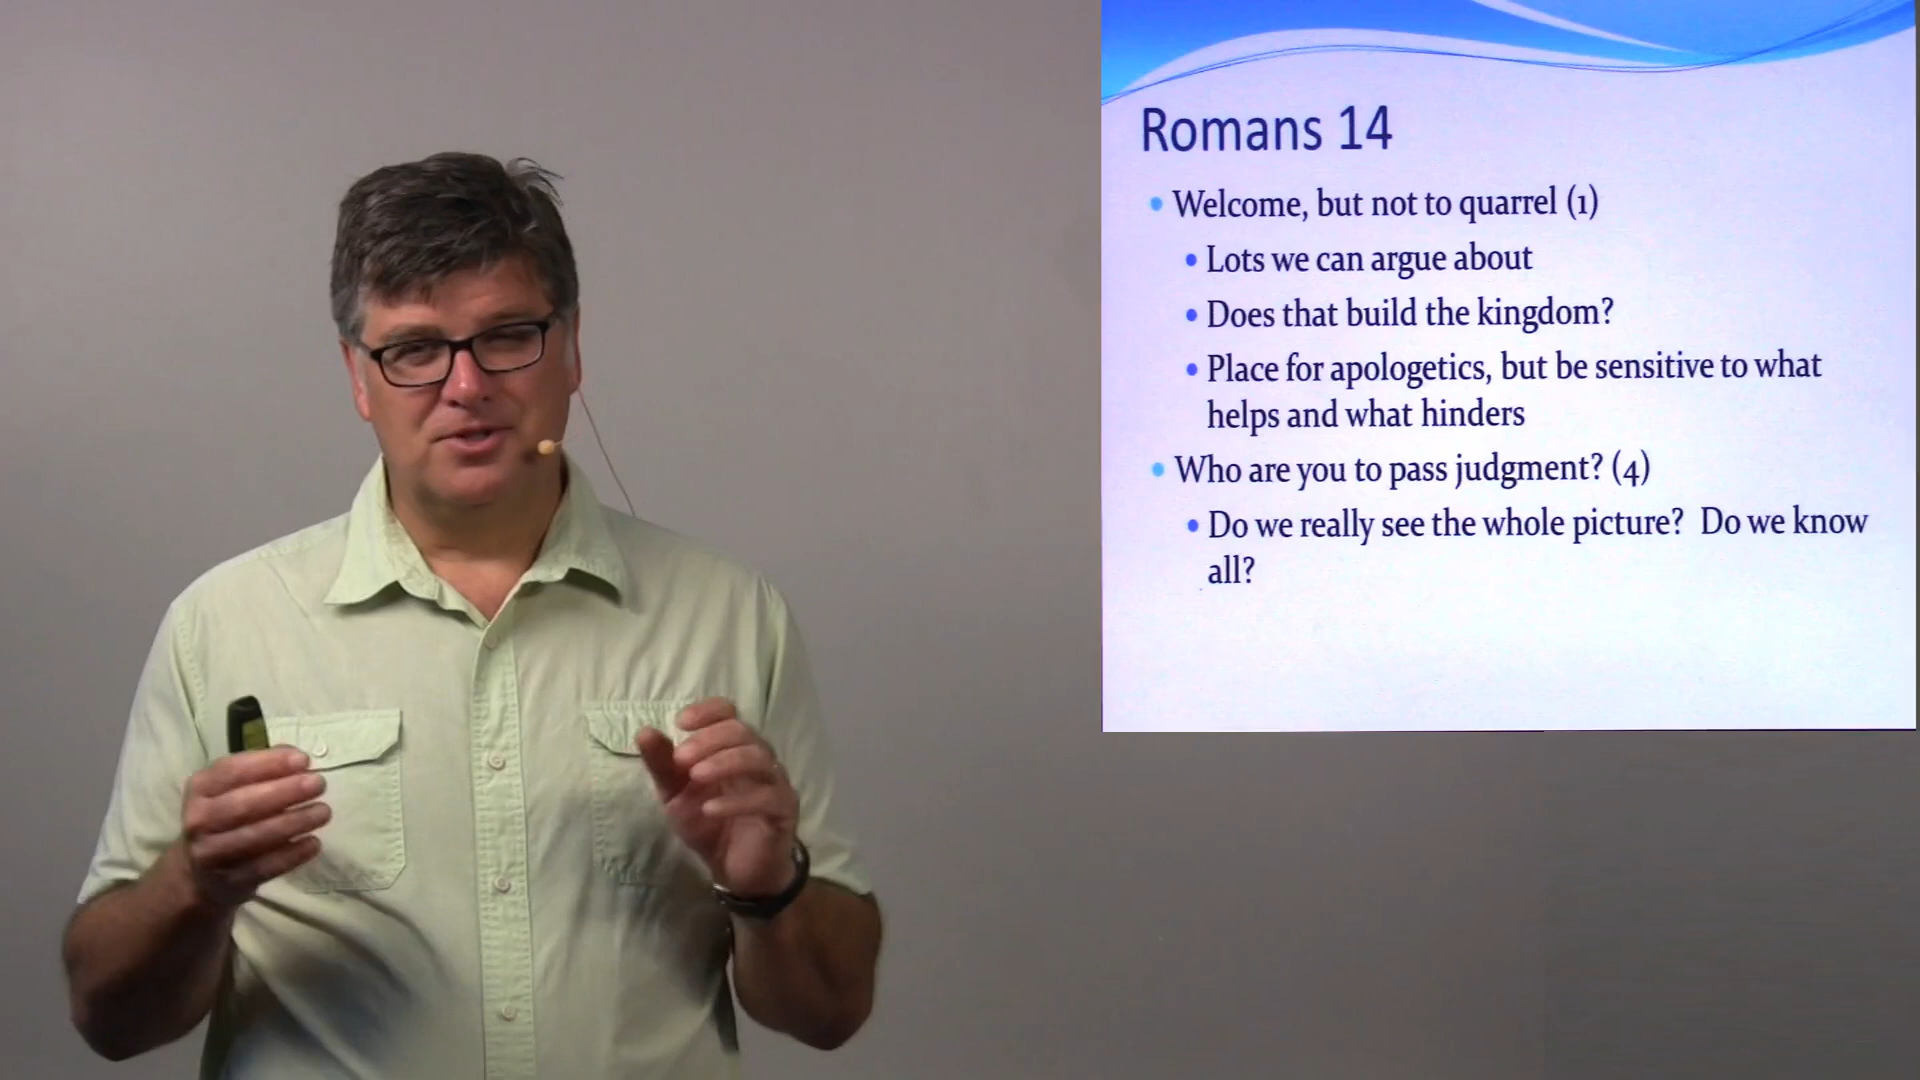 Romans 14
Welcome, but not to quarrel (1)
Lots we can argue about
Does that build the kingdom?
Place for apologetics, but be sensitive to what
helps and what hinders
Who are you to pass judgment? (4)
Do we really see the whole picture? Do we know
all?